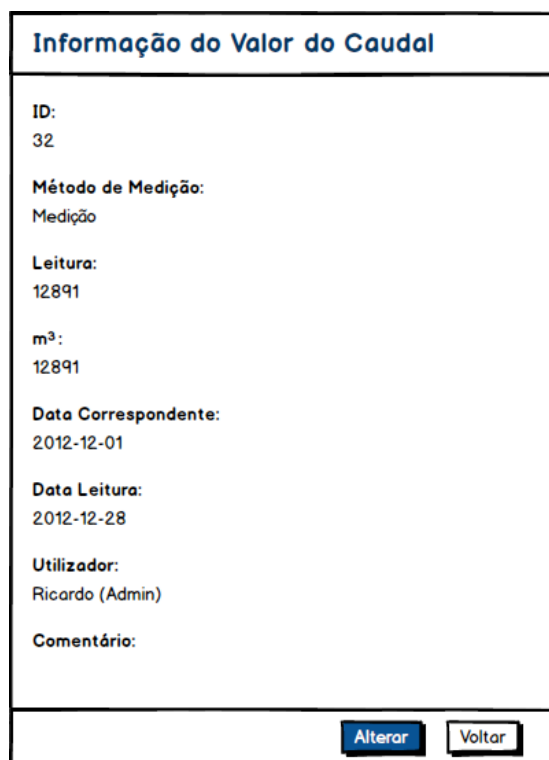 Informação do Valor do Caudal
ID:
32
Método de Medição:
Medição
Leitura:
12891
m³:
12891
Data Correspondente:
2012-12-01
Data Leitura:
2012-12-28
Utilizador:
Ricardo (Admin)
Comentário:
Alterar Voltar